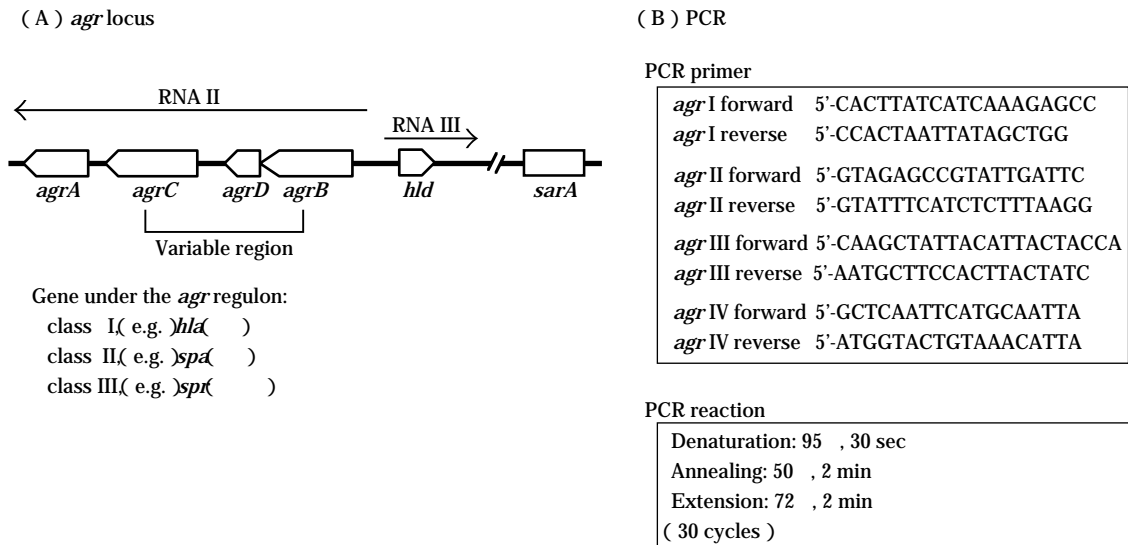 ( A ) agr locus
RNA II
RNA III
agrA agrC agrD agrB hld sarA
Variable region
Gene under the agr regulon:
class I,( e.g. )hla( )
class II,( e.g. )spa( )
class III,( e.g. )spr( )
( B ) PCR
PCR primer
agr I forward 5’-CACTTATCATCAAAGAGCC
agr I reverse 5’-CCACTAATTATAGCTGG
agr II forward 5’-GTAGAGCCGTATTGATTC
agr II reverse 5’-GTATTTCATCTCTTTAAGG
agr III forward 5’-CAAGCTATTACATTACTACCA
agr III reverse 5’-AATGCTTCCACTTACTATC
agr IV forward 5’-GCTCAATTCATGCAATTA
agr IV reverse 5’-ATGGTACTGTAAACATTA
PCR reaction
Denaturation: 95 , 30 sec
Annealing: 50 , 2 min
Extension: 72 , 2 min
( 30 cycles )